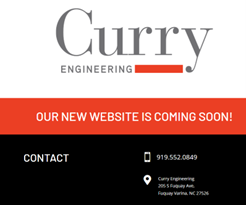 Curry
ENGINEERING
OUR NEW WEBSITE IS COMING SOON!
CONTACT
919.552.0849
Curry Engineering
205 S Fuquay Ave,
Fuquay Varina, NC 27526